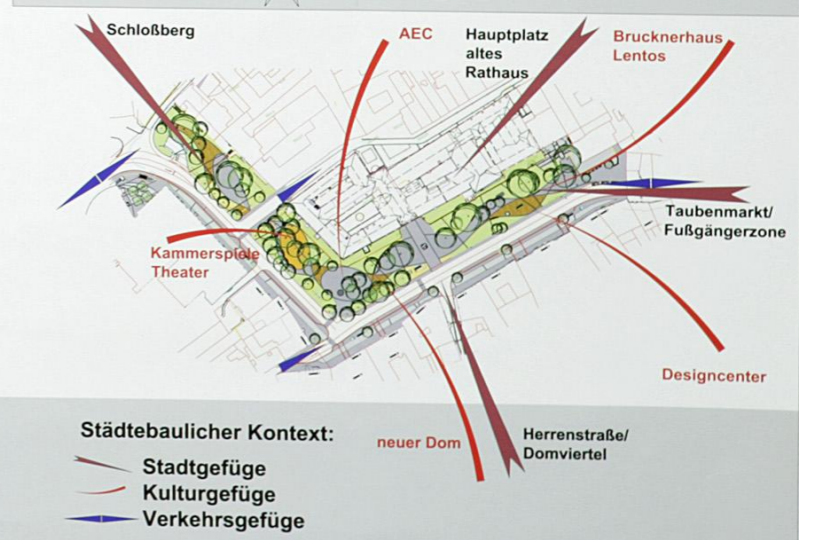 Schloßberg
AEC
Hauptplatz
altes
Rathaus
Brucknerhaus
Lentos
Taubenmarkt/
Fußgängerzone
Kammerspiele
Theater
Designcenter
neuer Dom
Herrenstraße/
Domviertel
Städtebaulicher Kontext:
Stadtgefüge
Kulturgefüge
Verkehrsgefüge